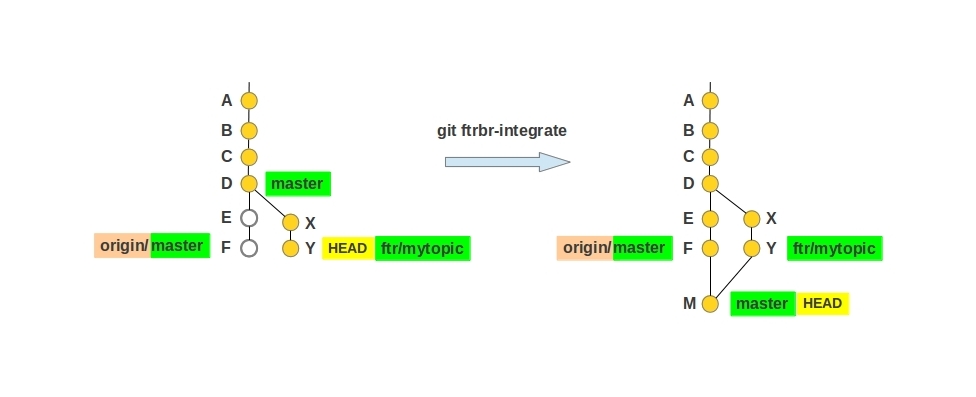 A
B
C
D master
E X
origin/master F Y HEAD ftr/mytopic
git ftrbr-integrate
A
B
C
D
E X
origin/master F Y ftr/mytopic
M master HEAD